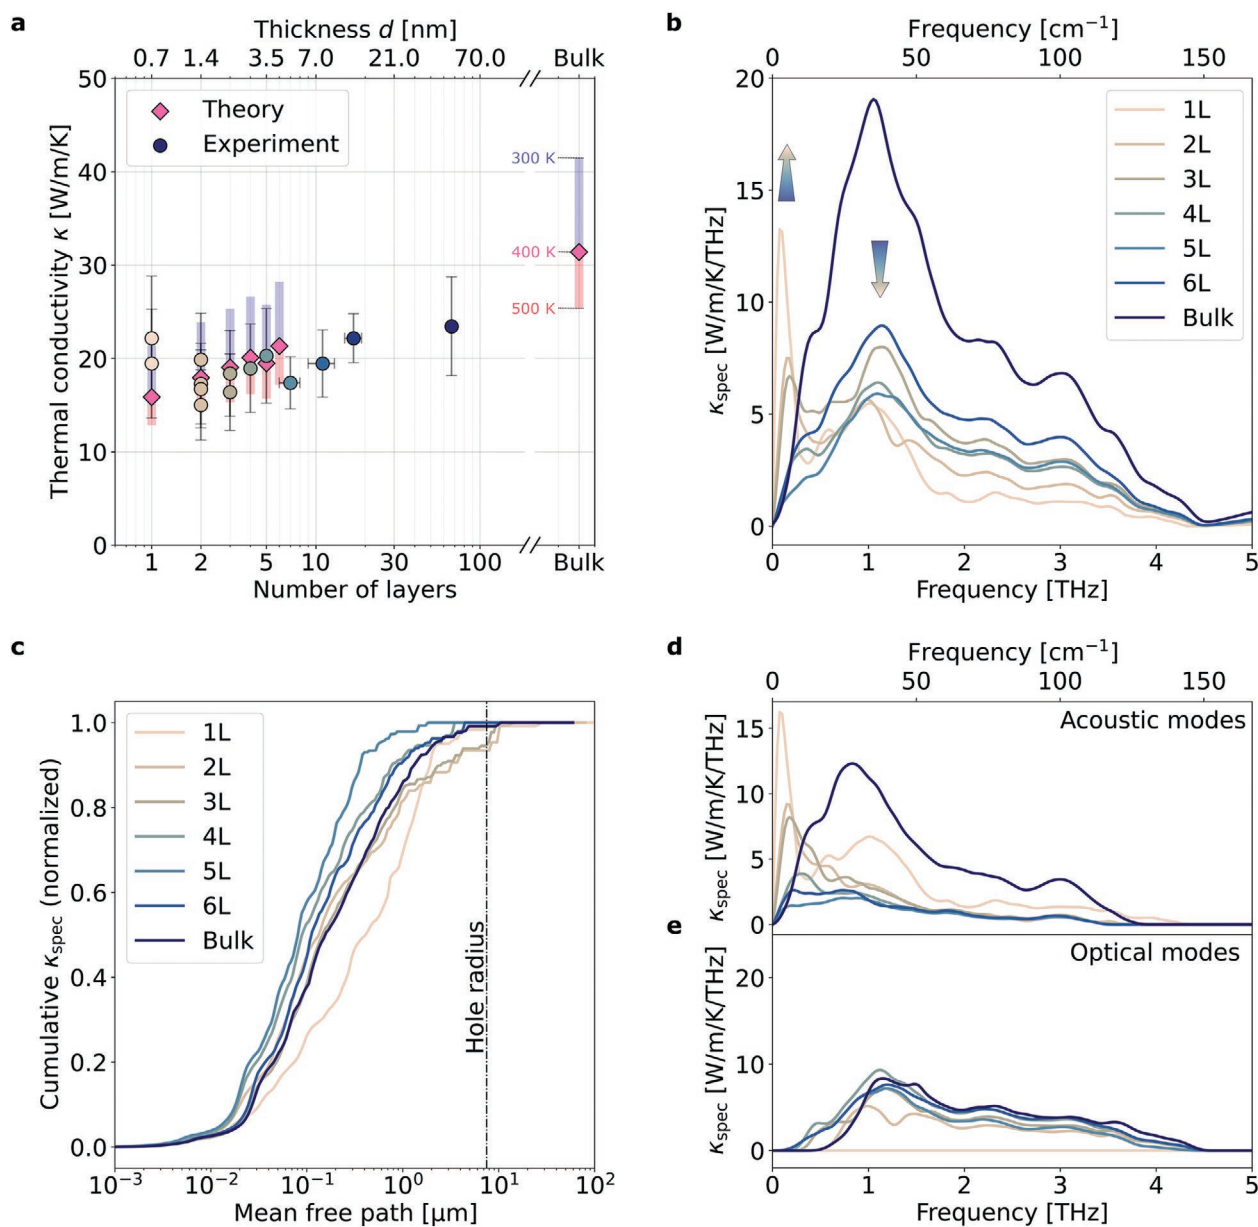 a
Thickness d [nm]
0.7 1.4 3.5 7.0 21.0 70.0 Bulk
50
40
30
20
10
0
Thermal conductivity κ [W/m/K]
Theory
Experiment
300 K
400 K
500 K
1 2 5 10 30 100 Bulk
Number of layers
b
Frequency [cm⁻¹]
0 50 100 150
20
15
10
5
0
κspec [W/m/K/THz]
1L
2L
3L
4L
5L
6L
Bulk
0 1 2 3 4 5
Frequency [THz]
c
1.0
0.8
0.6
0.4
0.2
0.0
Cumulative κspec (normalized)
1L
2L
3L
4L
5L
6L
Bulk
Hole radius
10⁻³ 10⁻² 10⁻¹ 10⁰ 10¹ 10²
Mean free path [μm]
d
Frequency [cm⁻¹]
0 50 100 150
Acoustic modes
15
10
5
0
κspec [W/m/K/THz]
e
Optical modes
20
10
0
κspec [W/m/K/THz]
0 1 2 3 4 5
Frequency [THz]